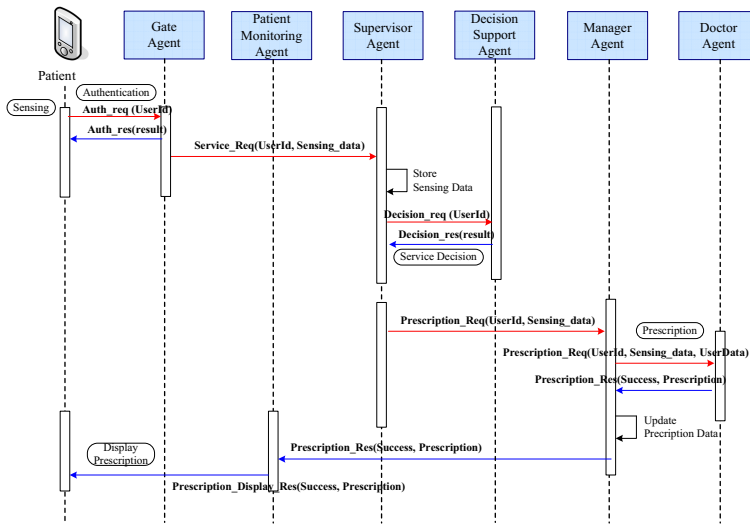 Gate
Agent
Patient
Monitoring
Agent
Supervisor
Agent
Decision
Support
Agent
Manager
Agent
Doctor
Agent
Patient
Sensing
Authentication
Auth_req (UserId)
Auth_res(result)
Service_Req(UserId, Sensing_data)
Store
Sensing Data
Decision_req (UserId)
Decision_res(result)
Service Decision
Prescription_Req(UserId, Sensing_data)
Prescription
Prescription_Req(UserId, Sensing_data, UserData)
Prescription_Res(Success, Prescription)
Update
Precription Data
Display
Prescription
Prescription_Res(Success, Prescription)
Prescription_Display_Res(Success, Prescription)